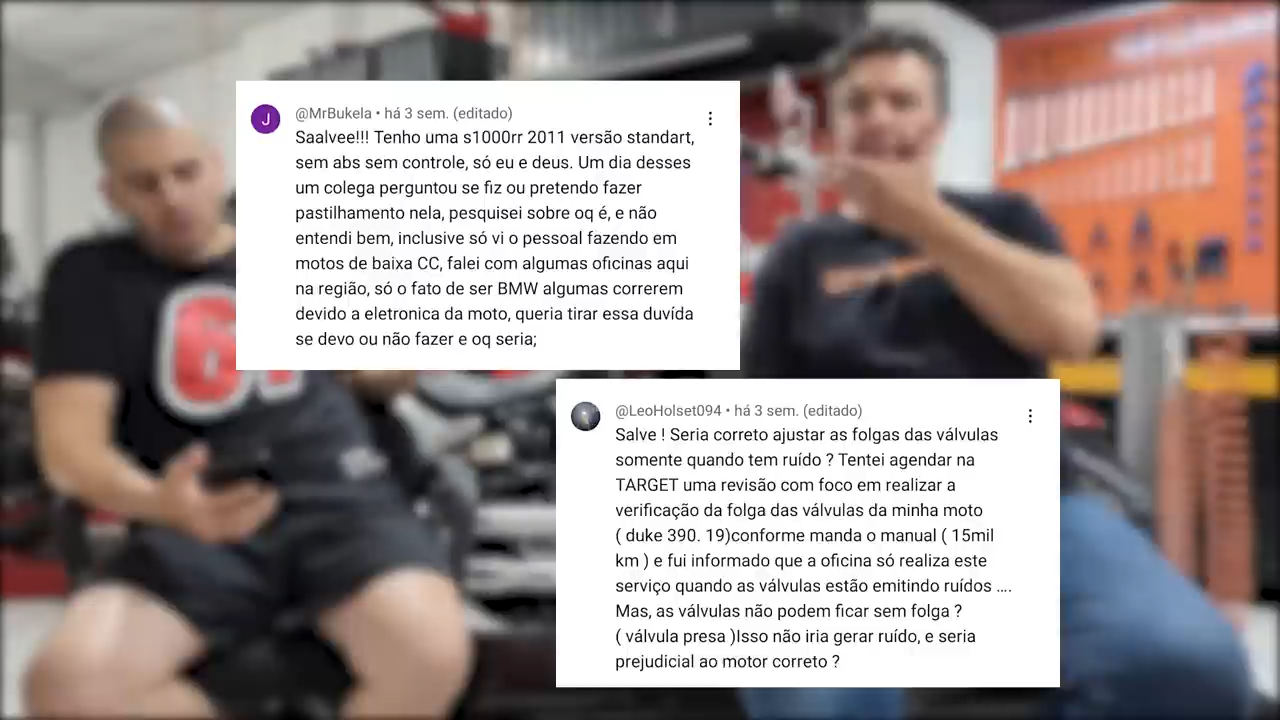 @MrBukela • há 3 sem. (editado)
Saalvee!!! Tenho uma s1000rr 2011 versão standart,
sem abs sem controle, só eu e deus. Um dia desses
um colega perguntou se fiz ou pretendo fazer
pastilhamento nela, pesquisei sobre oq é, e não
entendi bem, inclusive só vi o pessoal fazendo em
motos de baixa CC, falei com algumas oficinas aqui
na região, só o fato de ser BMW algumas correrem
devido a eletronica da moto, queria tirar essa duvída
se devo ou não fazer e oq seria;
@LeoHolset094 • há 3 sem. (editado)
Salve ! Seria correto ajustar as folgas das válvulas
somente quando tem ruído ? Tentei agendar na
TARGET uma revisão com foco em realizar a
verificação da folga das válvulas da minha moto
( duke 390. 19)conforme manda o manual ( 15mil
km ) e fui informado que a oficina só realiza este
serviço quando as válvulas estão emitindo ruídos ....
Mas, as válvulas não podem ficar sem folga ?
( válvula presa )Isso não iria gerar ruído, e seria
prejudicial ao motor correto ?